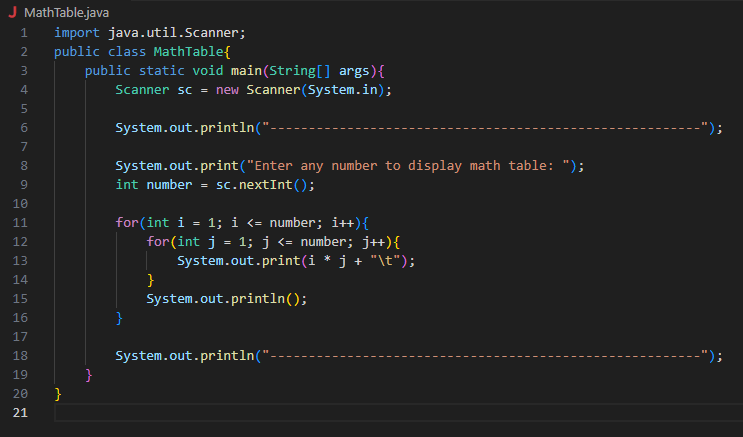 J MathTable.java
1 import java.util.Scanner;
2 public class MathTable{
3     public static void main(String[] args){
4         Scanner sc = new Scanner(System.in);
5
6         System.out.println("--------------------------------------------------------");
7
8         System.out.print("Enter any number to display math table: ");
9         int number = sc.nextInt();
10
11         for(int i = 1; i <= number; i++){
12             for(int j = 1; j <= number; j++){
13                 System.out.print(i * j + "\t");
14             }
15             System.out.println();
16         }
17
18         System.out.println("--------------------------------------------------------");
19     }
20 }
21